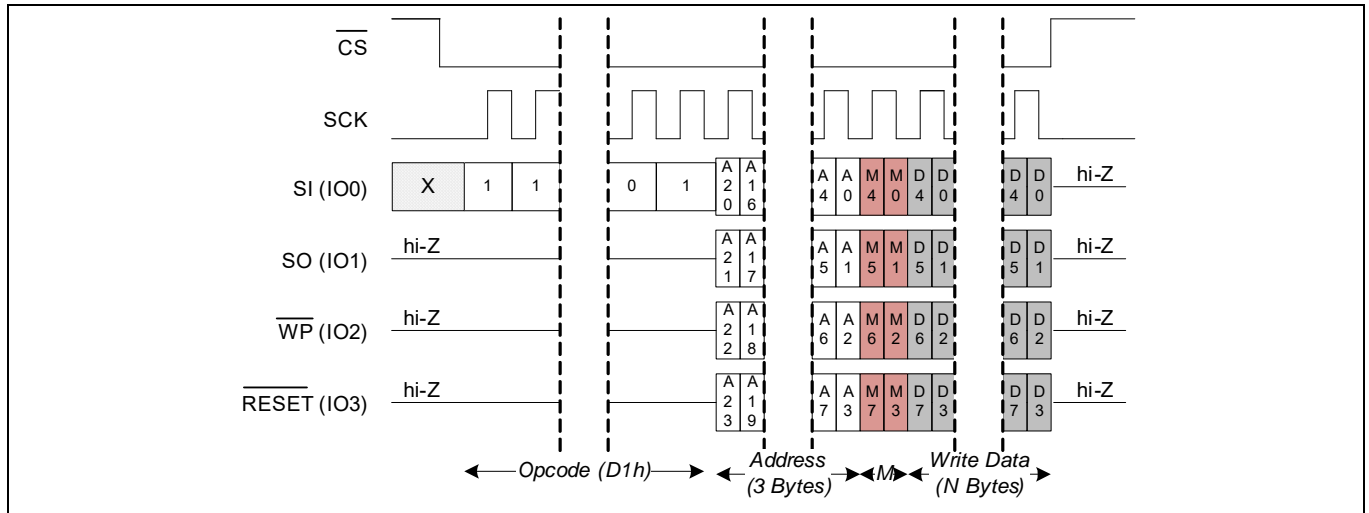 CS
SCK
SI (IO0) X 1 1 0 1 A20 A16 A4 A0 M4 M0 D4 D0 D4 D0 hi-Z
SO (IO1) hi-Z A21 A17 A5 A1 M5 M1 D5 D1 D5 D1 hi-Z
WP (IO2) hi-Z A22 A18 A6 A2 M6 M2 D6 D2 D6 D2 hi-Z
RESET (IO3) hi-Z A23 A19 A7 A3 M7 M3 D7 D3 D7 D3 hi-Z
Opcode (D1h) Address M Write Data
(3 Bytes) (N Bytes)